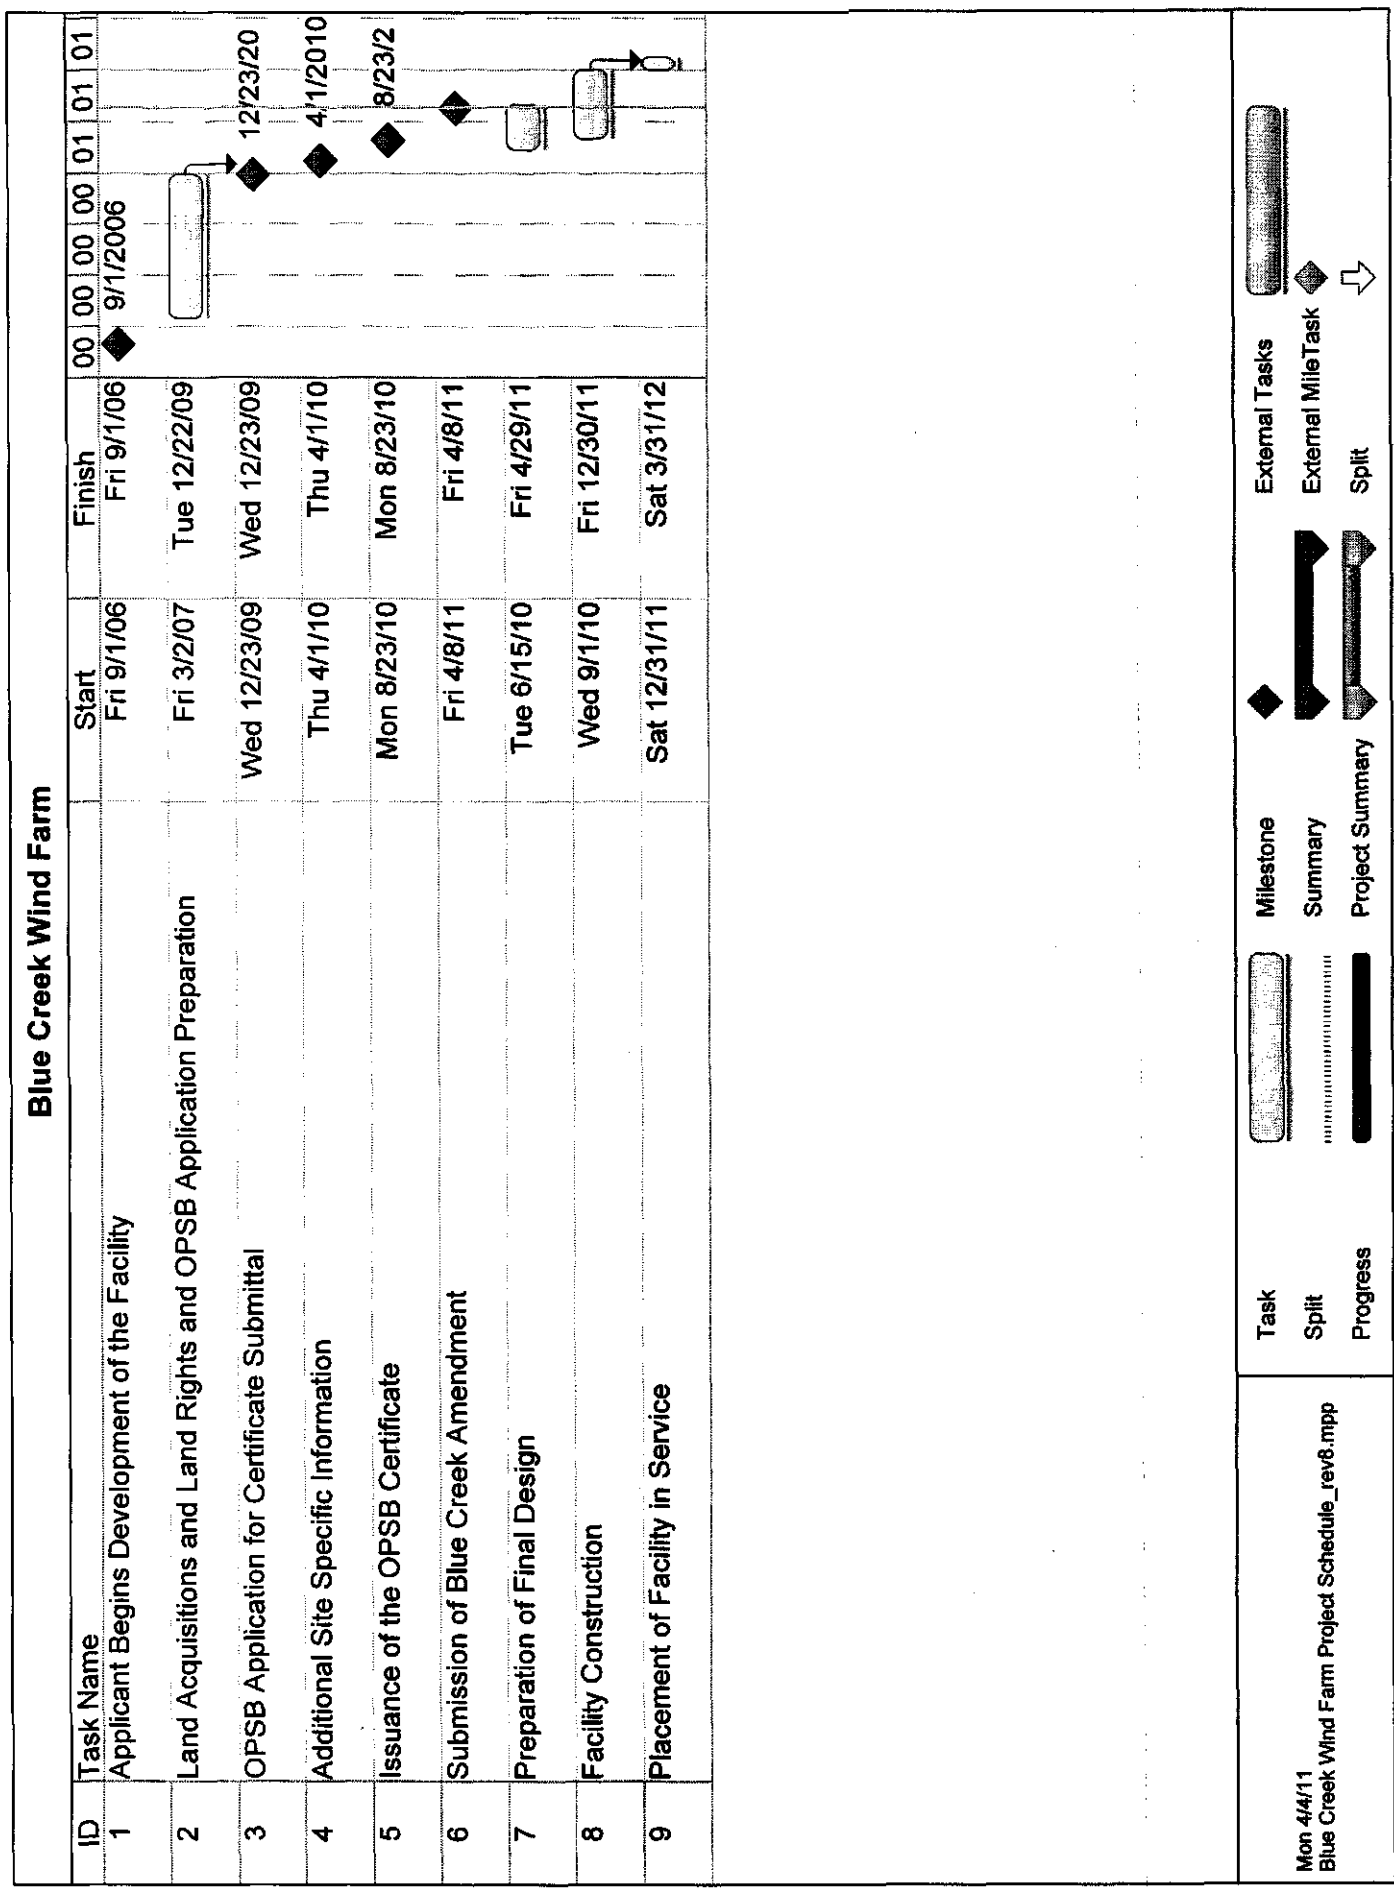 Blue Creek Wind Farm
ID Task Name Start Finish 00 00 00 00 01 01 01
1 Applicant Begins Development of the Facility Fri 9/1/06 Fri 9/1/06 9/1/2006
2 Land Acquisitions and Land Rights and OPSB Application Preparation Fri 3/2/07 Tue 12/22/09
3 OPSB Application for Certificate Submittal Wed 12/23/09 Wed 12/23/09 12/23/20
4 Additional Site Specific Information Thu 4/1/10 Thu 4/1/10 4/1/2010
5 Issuance of the OPSB Certificate Mon 8/23/10 Mon 8/23/10 8/23/2
6 Submission of Blue Creek Amendment Fri 4/8/11 Fri 4/8/11
7 Preparation of Final Design Tue 6/15/10 Fri 4/29/11
8 Facility Construction Wed 9/1/10 Fri 12/30/11
9 Placement of Facility in Service Sat 12/31/11 Sat 3/31/12
Mon 4/4/11
Blue Creek Wind Farm Project Schedule_rev8.mpp
Task Milestone External Tasks
Split Summary External MileTask
Progress Project Summary Split